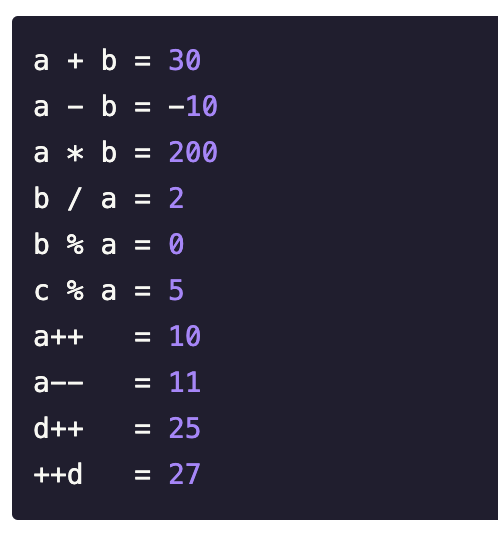 a + b = 30
a - b = -10
a * b = 200
b / a = 2
b % a = 0
c % a = 5
a++   = 10
a--   = 11
d++   = 25
++d   = 27